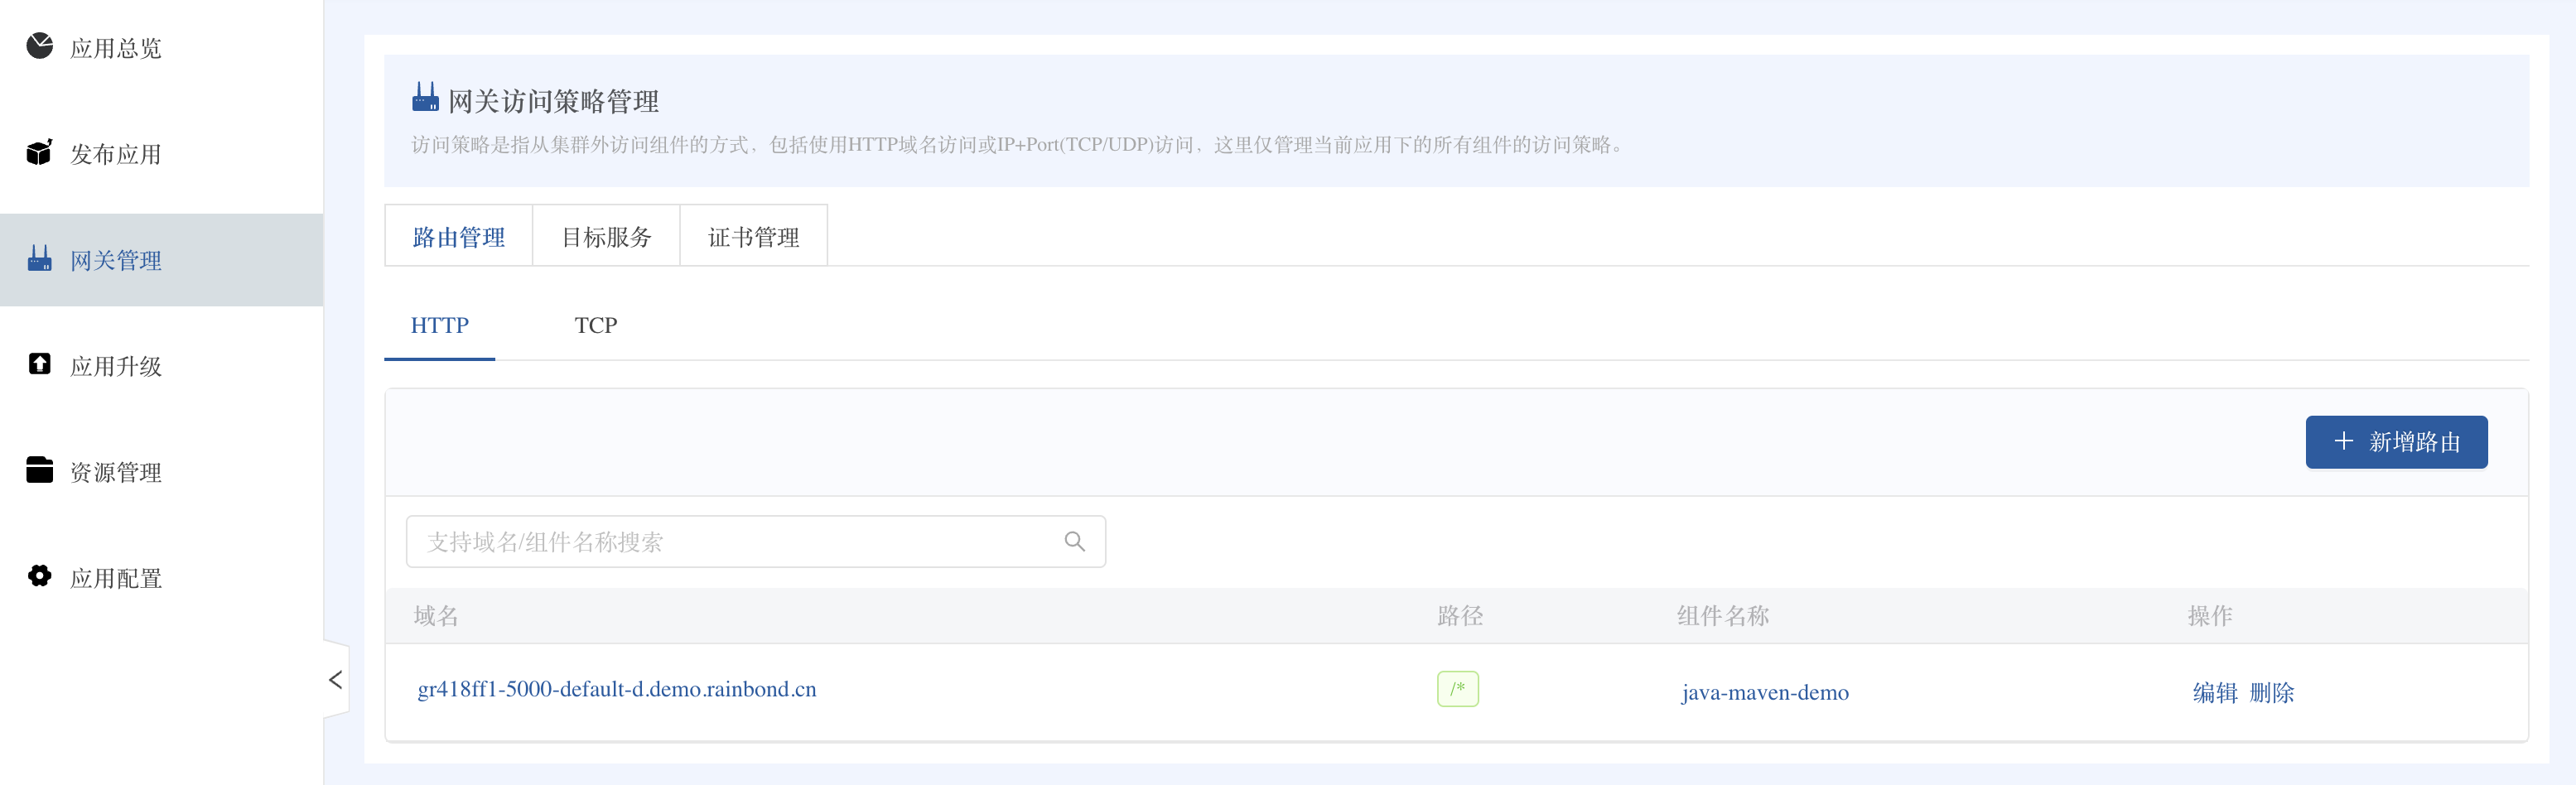 应用总览
发布应用
网关管理
应用升级
资源管理
应用配置
网关访问策略管理
访问策略是指从集群外访问组件的方式，包括使用HTTP域名访问或IP+Port(TCP/UDP)访问，这里仅管理当前应用下的所有组件的访问策略。
路由管理 目标服务 证书管理
HTTP TCP
+ 新增路由
支持域名/组件名称搜索
域名 路径 组件名称 操作
gr418ff1-5000-default-d.demo.rainbond.cn /* java-maven-demo 编辑 删除